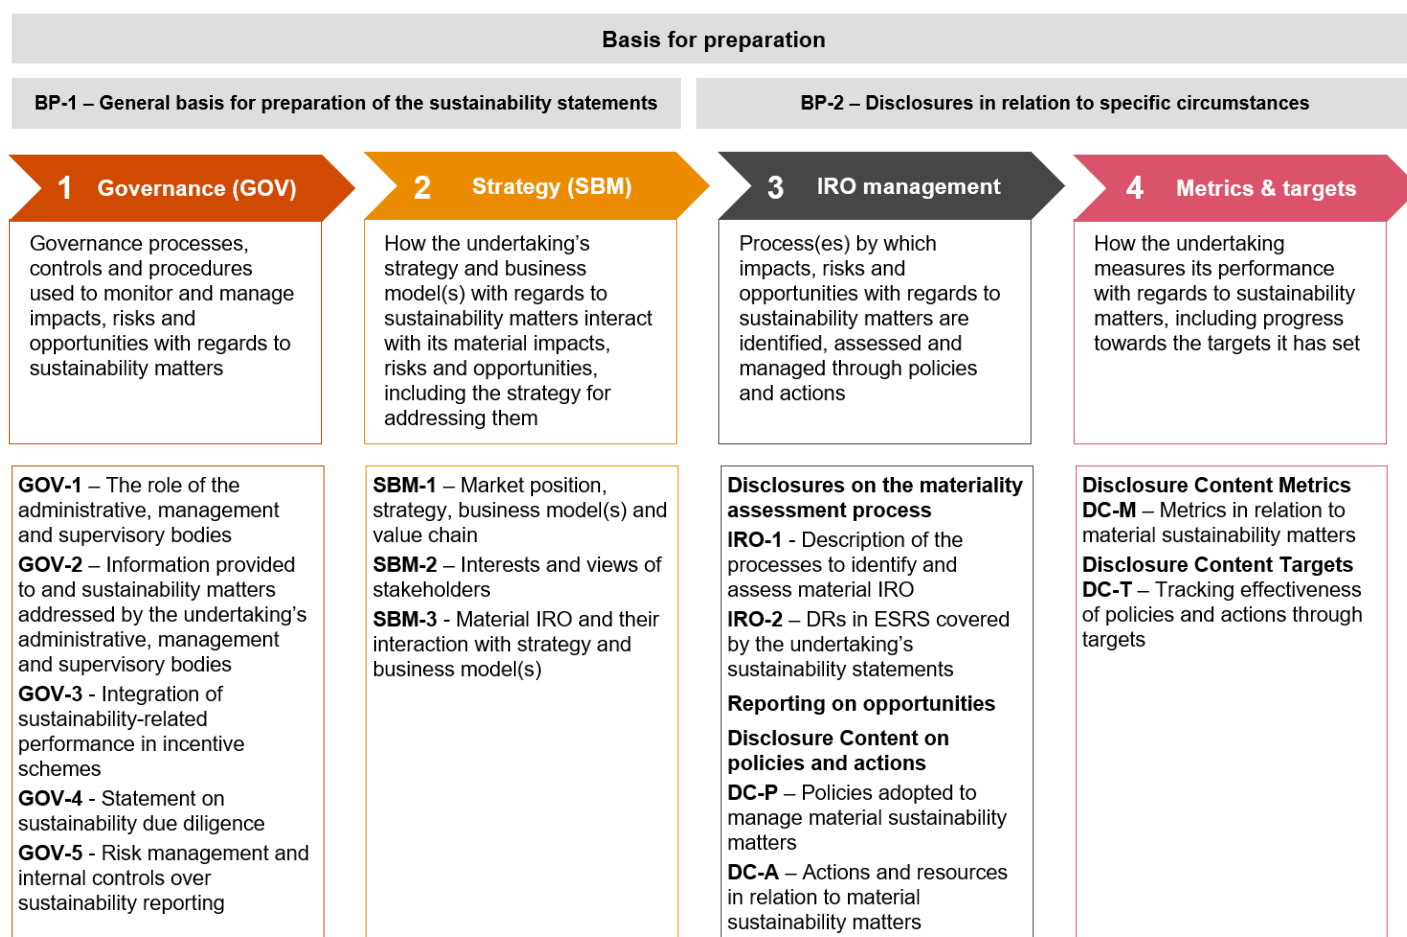 Basis for preparation
BP-1 – General basis for preparation of the sustainability statements
BP-2 – Disclosures in relation to specific circumstances
1 Governance (GOV)
Governance processes,
controls and procedures
used to monitor and manage
impacts, risks and
opportunities with regards to
sustainability matters
GOV-1 – The role of the
administrative, management
and supervisory bodies
GOV-2 – Information provided
to and sustainability matters
addressed by the undertaking’s
administrative, management
and supervisory bodies
GOV-3 - Integration of
sustainability-related
performance in incentive
schemes
GOV-4 - Statement on
sustainability due diligence
GOV-5 - Risk management and
internal controls over
sustainability reporting
2 Strategy (SBM)
How the undertaking’s
strategy and business
model(s) with regards to
sustainability matters interact
with its material impacts,
risks and opportunities,
including the strategy for
addressing them
SBM-1 – Market position,
strategy, business model(s) and
value chain
SBM-2 – Interests and views of
stakeholders
SBM-3 - Material IRO and their
interaction with strategy and
business model(s)
3 IRO management
Process(es) by which
impacts, risks and
opportunities with regards to
sustainability matters are
identified, assessed and
managed through policies
and actions
Disclosures on the materiality
assessment process
IRO-1 - Description of the
processes to identify and
assess material IRO
IRO-2 – DRs in ESRS covered
by the undertaking’s
sustainability statements
Reporting on opportunities
Disclosure Content on
policies and actions
DC-P – Policies adopted to
manage material sustainability
matters
DC-A – Actions and resources
in relation to material
sustainability matters
4 Metrics & targets
How the undertaking
measures its performance
with regards to sustainability
matters, including progress
towards the targets it has set
Disclosure Content Metrics
DC-M – Metrics in relation to
material sustainability matters
Disclosure Content Targets
DC-T – Tracking effectiveness
of policies and actions through
targets